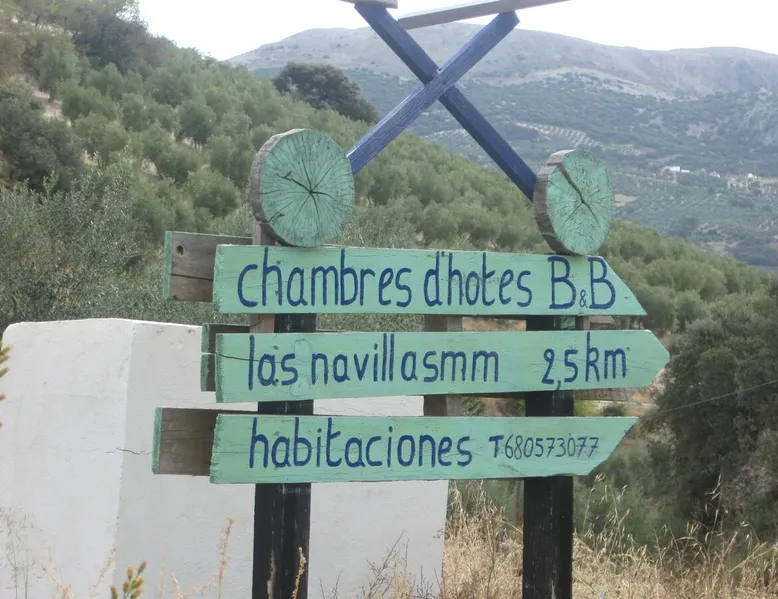 chambres d'hotes B&B
las navillasmm 2,5km
habitaciones T680573077